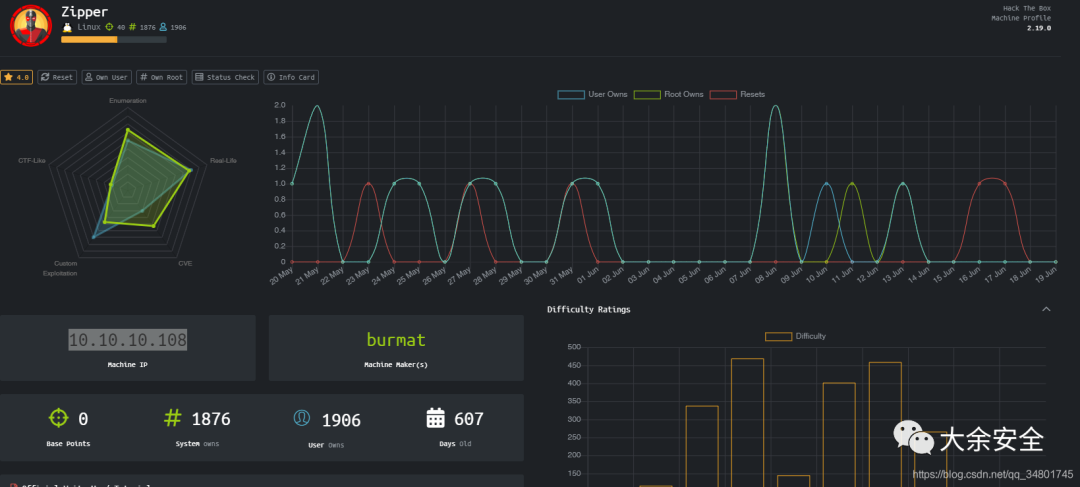 Zipper
Linux 40 # 1876 1906
Hack The Box
Machine Profile
2.19.0
4.0 Reset Own User # Own Root Status Check Info Card
Enumeration
Real-Life
CVE
Custom
Exploitation
CTF-Like
User Owns Root Owns Resets
2.0
1.8
1.6
1.4
1.2
1.0
0.8
0.6
0.4
0.2
0
20 May 21 May 22 May 23 May 24 May 25 May 26 May 27 May 28 May 29 May 30 May 31 May 01 Jun 02 Jun 03 Jun 04 Jun 05 Jun 06 Jun 07 Jun 08 Jun 09 Jun 10 Jun 11 Jun 12 Jun 13 Jun 14 Jun 15 Jun 16 Jun 17 Jun 18 Jun 19 Jun
10.10.10.108
Machine IP
burmat
Machine Maker(s)
0
Base Points
# 1876
System Owns
1906
User Owns
607
Days Old
Difficulty Ratings
Difficulty
500
450
400
350
300
250
200
150
大余安全
https://blog.csdn.net/qq_34801745